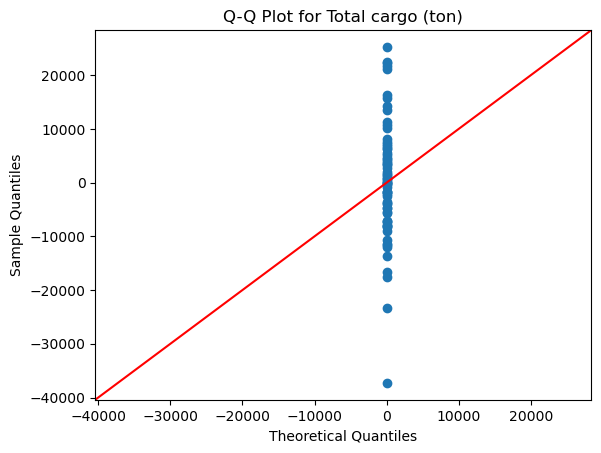 Q-Q Plot for Total cargo (ton)
20000
10000
0
−10000
−20000
−30000
−40000
Sample Quantiles
−40000 −30000 −20000 −10000 0 10000 20000
Theoretical Quantiles